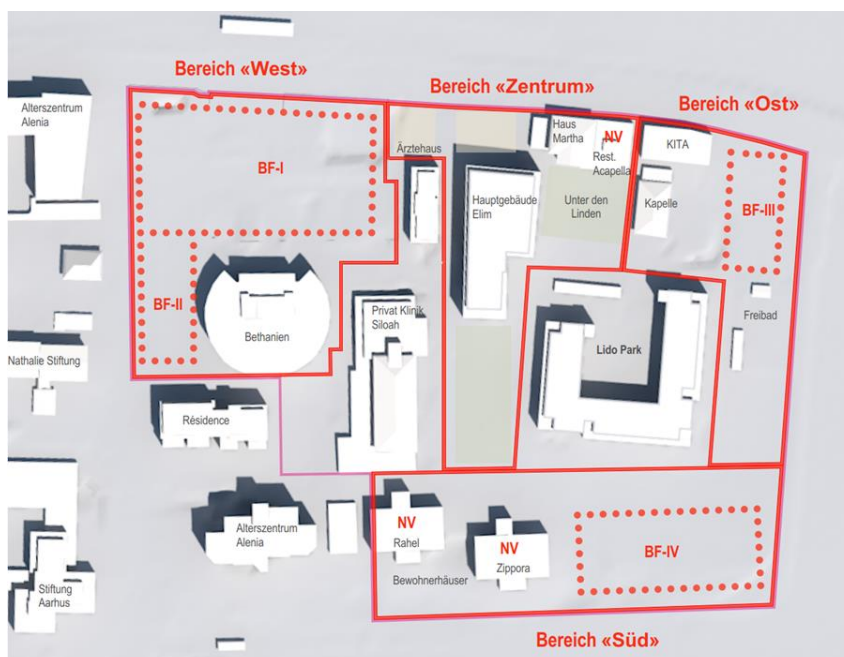 Bereich «West»
Bereich «Zentrum»
Bereich «Ost»
Alterszentrum
Alenia
BF-I
Ärztehaus
Haus
Martha
NV
Rest.
Acapella
KITA
Hauptgebäude
Elim
Unter den
Linden
Kapelle
BF-III
BF-II
Bethanien
Privat Klinik
Siloah
Lido Park
Freibad
Nathalie Stiftung
Résidence
Alterszentrum
Alenia
NV
Rahel
NV
Zippora
Bewohnerhäuser
BF-IV
Stiftung
Aarhus
Bereich «Süd»